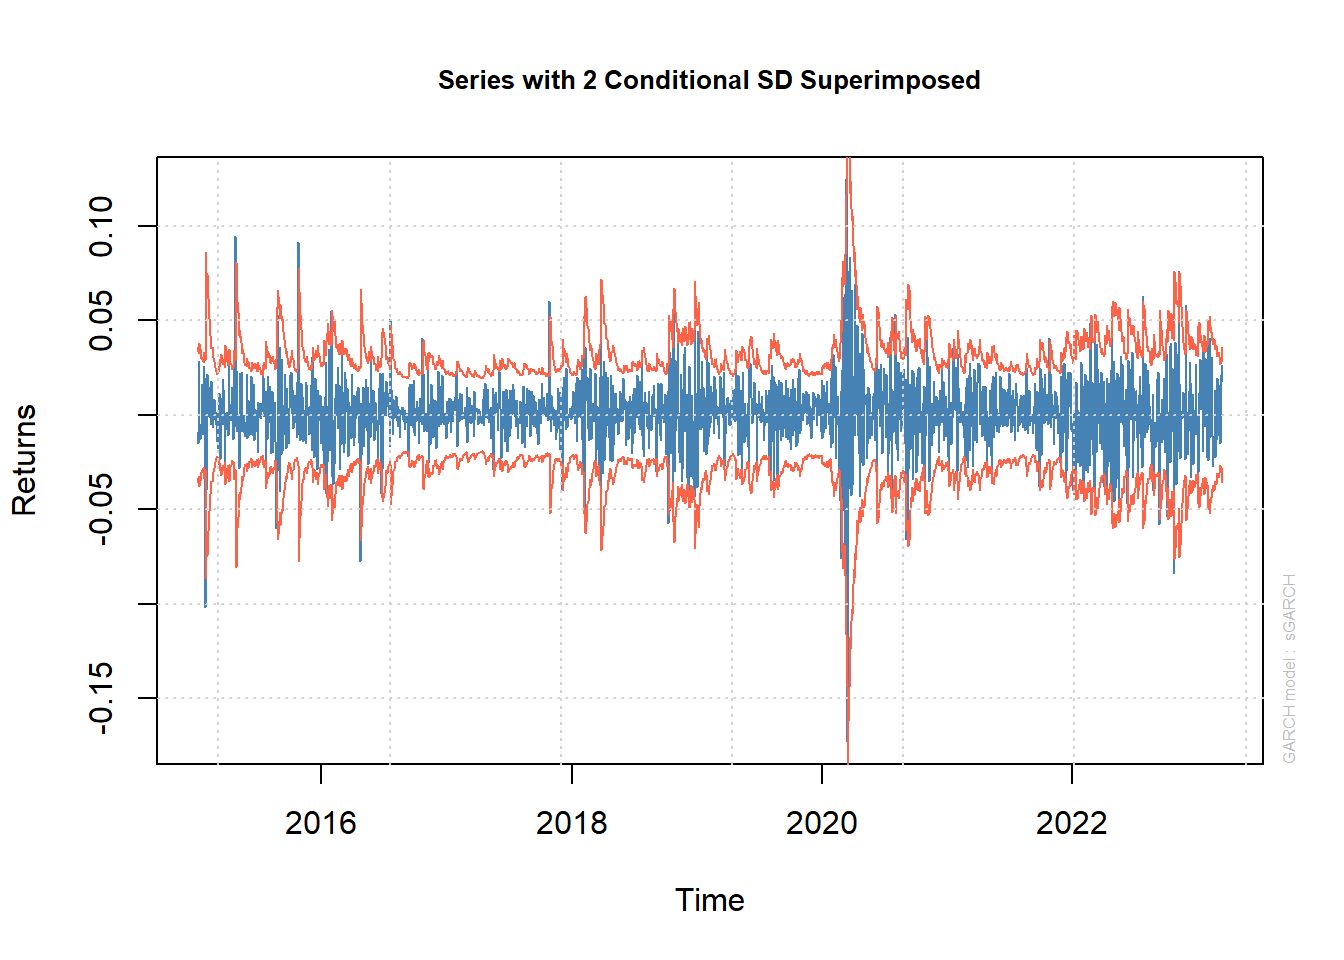 Series with 2 Conditional SD Superimposed
0.10
0.05
-0.05
-0.15
Returns
2016 2018 2020 2022
Time
GARCH model : sGARCH